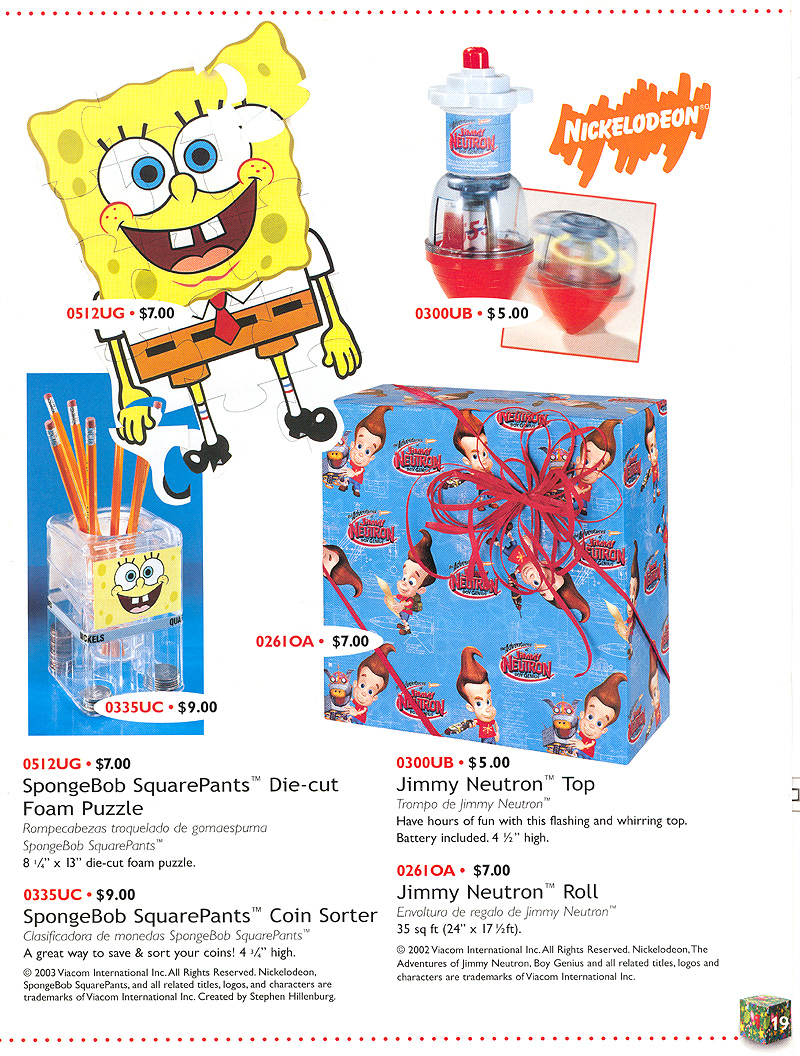 NICKELODEON®
the Adventures of
JIMMY
NEUTRON
BOY GENIUS
0512UG • $7.00
0300UB • $5.00
NICKELS
QUA
0261OA • $7.00
0335UC • $9.00
0512UG • $7.00
SpongeBob SquarePants™ Die-cut
Foam Puzzle
Rompecabezas troquelado de gomaespuma
SpongeBob SquarePants™
8 ¼” x 13” die-cut foam puzzle.
0335UC • $9.00
SpongeBob SquarePants™ Coin Sorter
Clasificadora de monedas SpongeBob SquarePants™
A great way to save & sort your coins! 4 ¾” high.
© 2003 Viacom International Inc. All Rights Reserved. Nickelodeon,
SpongeBob SquarePants, and all related titles, logos, and characters are
trademarks of Viacom International Inc. Created by Stephen Hillenburg.
0300UB • $5.00
Jimmy Neutron™ Top
Trompo de Jimmy Neutron™
Have hours of fun with this flashing and whirring top.
Battery included. 4 ½” high.
0261OA • $7.00
Jimmy Neutron™ Roll
Envoltura de regalo de Jimmy Neutron™
35 sq ft (24” x 17 ½ft).
© 2002 Viacom International Inc. All Rights Reserved. Nickelodeon, The
Adventures of Jimmy Neutron, Boy Genius and all related titles, logos and
characters are trademarks of Viacom International Inc.
19